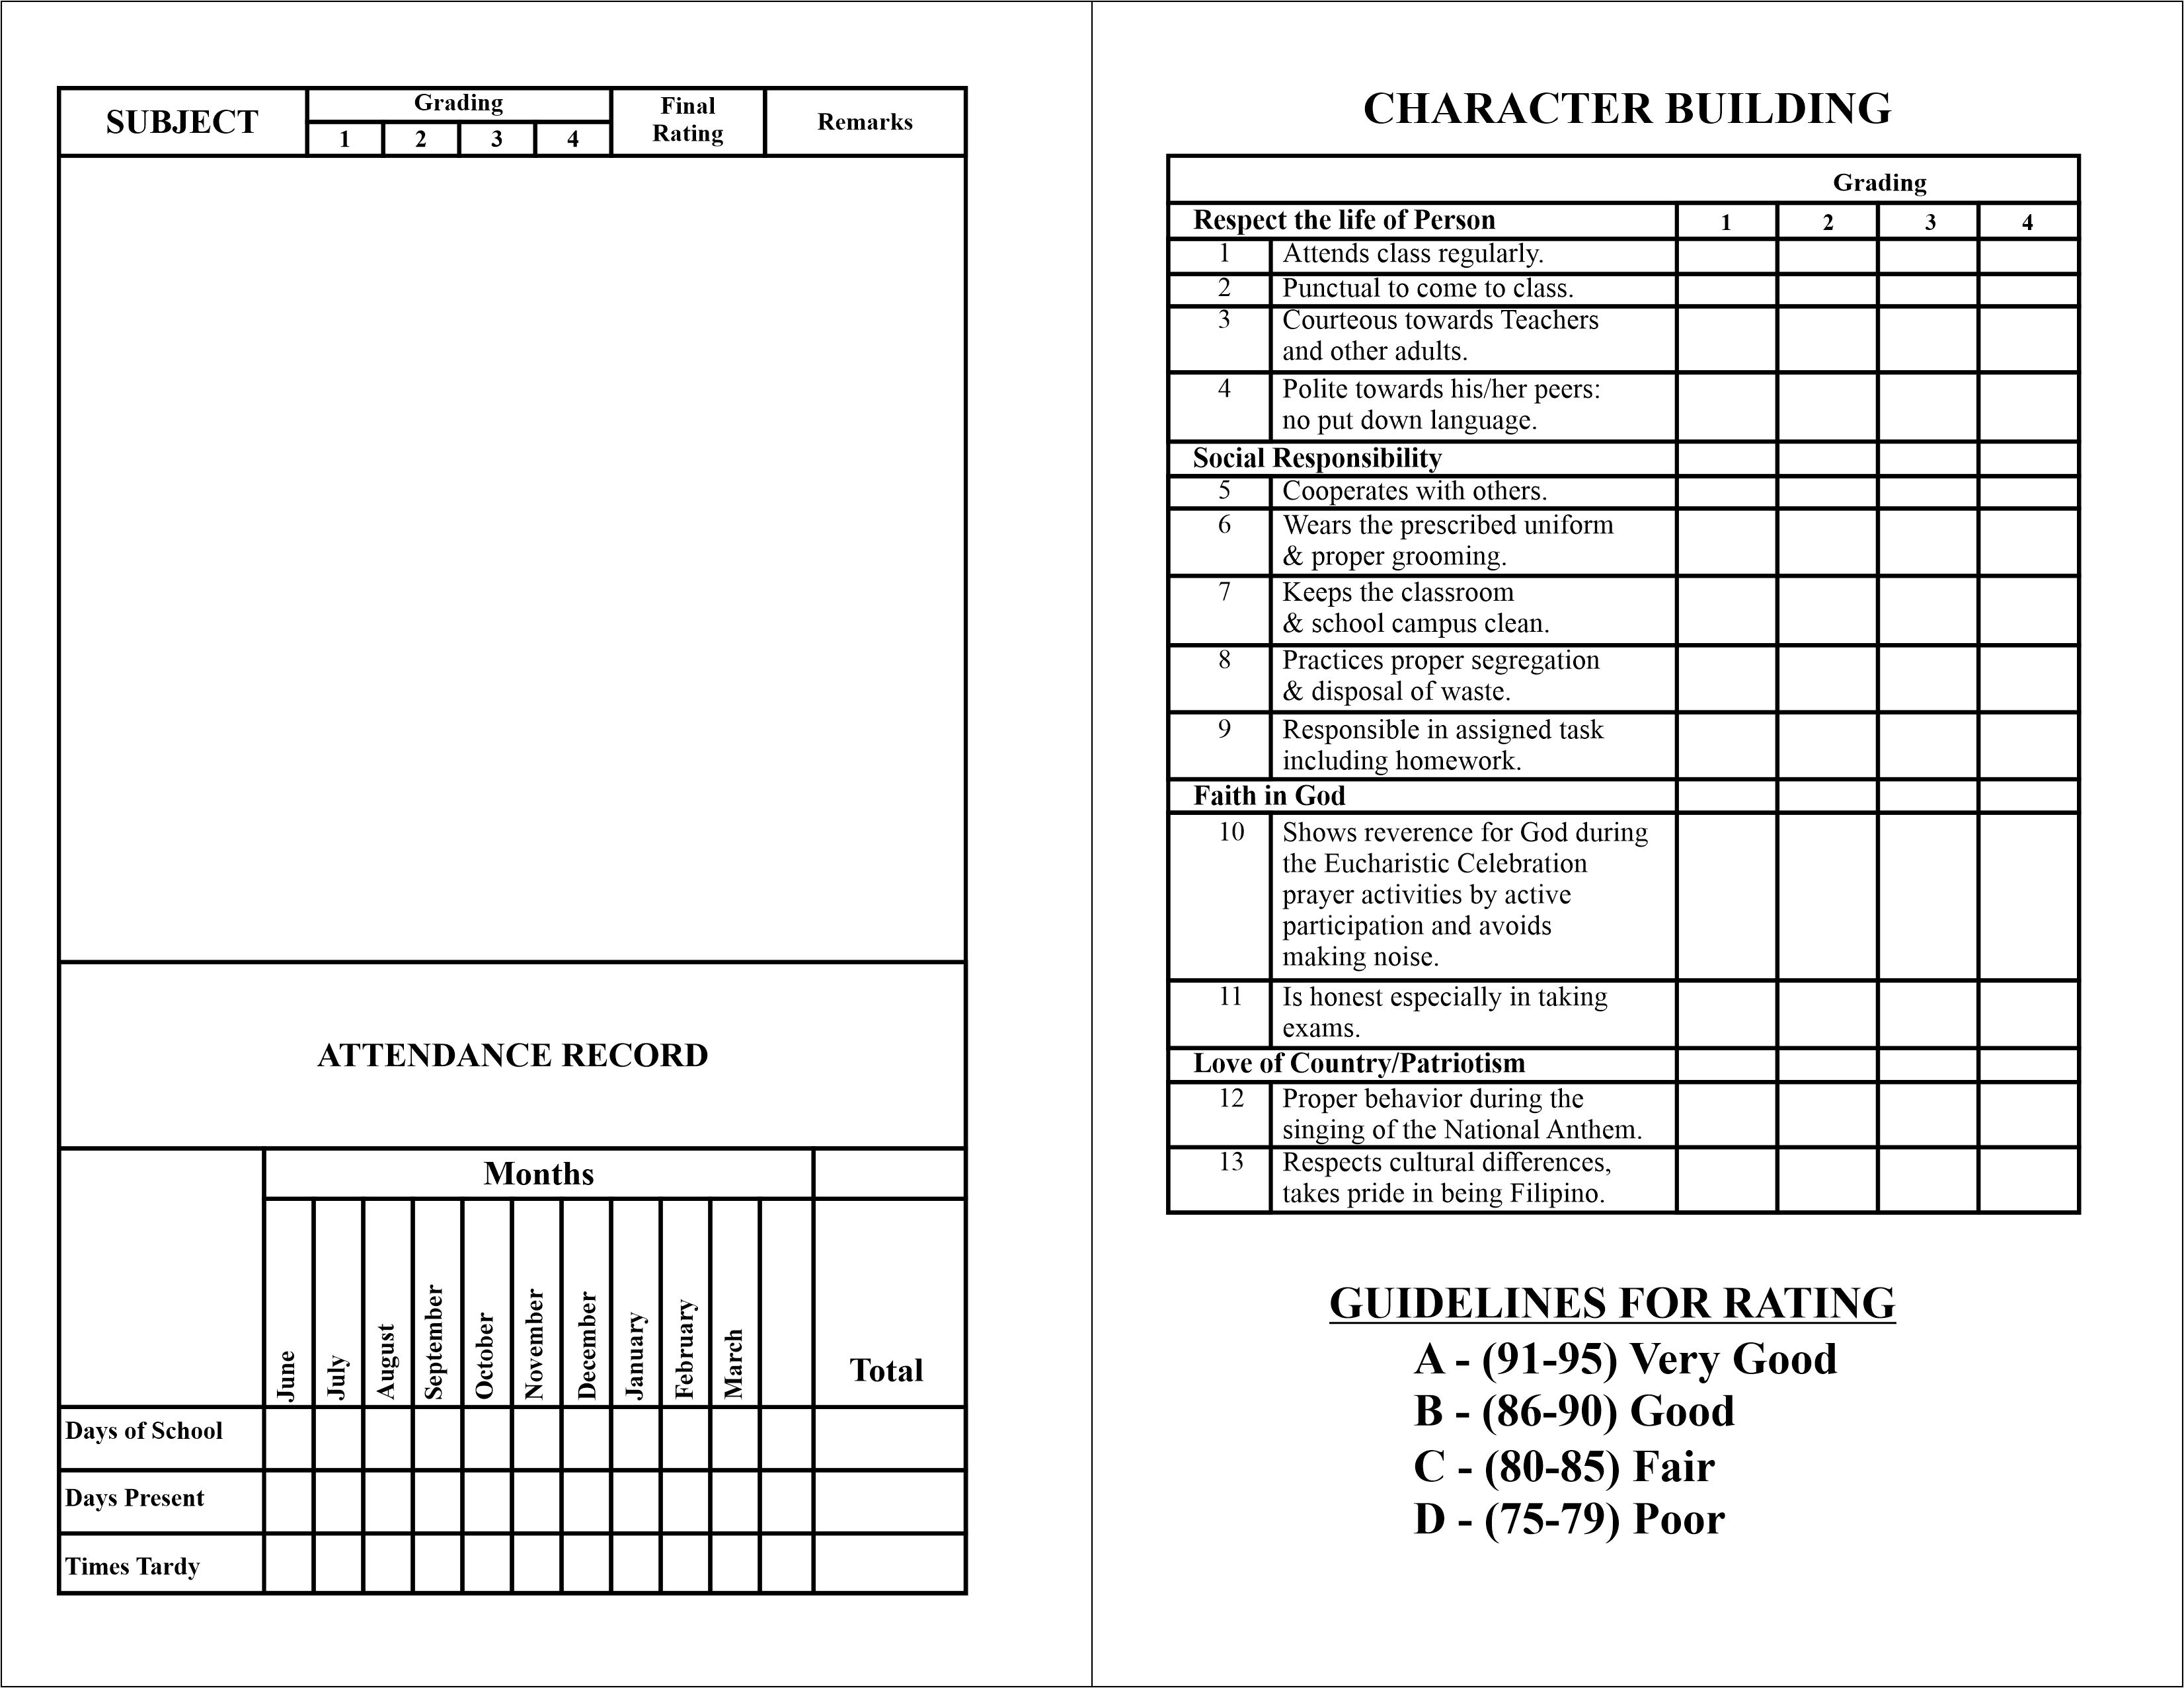 SUBJECT
Grading
1 2 3 4
Final
Rating
Remarks
ATTENDANCE RECORD
Months
June
July
August
September
October
November
December
January
February
March
Total
Days of School
Days Present
Times Tardy
CHARACTER BUILDING
Grading
Respect the life of Person 1 2 3 4
1 Attends class regularly.
2 Punctual to come to class.
3 Courteous towards Teachers
and other adults.
4 Polite towards his/her peers:
no put down language.
Social Responsibility
5 Cooperates with others.
6 Wears the prescribed uniform
& proper grooming.
7 Keeps the classroom
& school campus clean.
8 Practices proper segregation
& disposal of waste.
9 Responsible in assigned task
including homework.
Faith in God
10 Shows reverence for God during
the Eucharistic Celebration
prayer activities by active
participation and avoids
making noise.
11 Is honest especially in taking
exams.
Love of Country/Patriotism
12 Proper behavior during the
singing of the National Anthem.
13 Respects cultural differences,
takes pride in being Filipino.
GUIDELINES FOR RATING
A - (91-95) Very Good
B - (86-90) Good
C - (80-85) Fair
D - (75-79) Poor